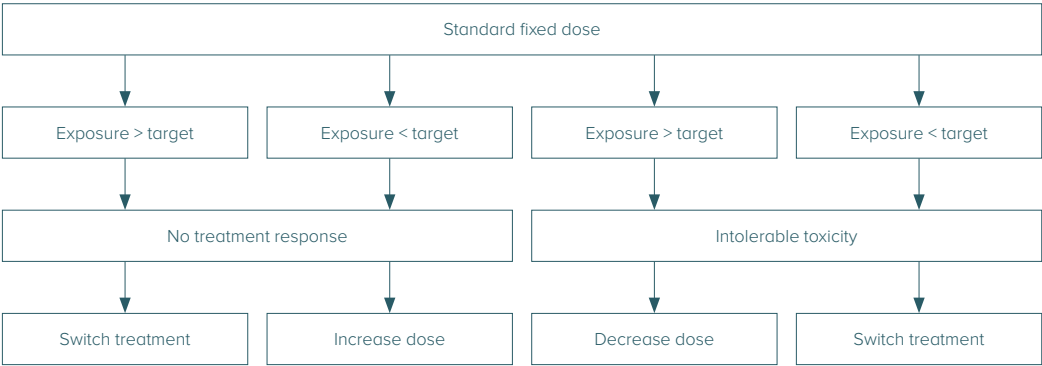 Standard fixed dose
Exposure > target
Exposure < target
Exposure > target
Exposure < target
No treatment response
Intolerable toxicity
Switch treatment
Increase dose
Decrease dose
Switch treatment